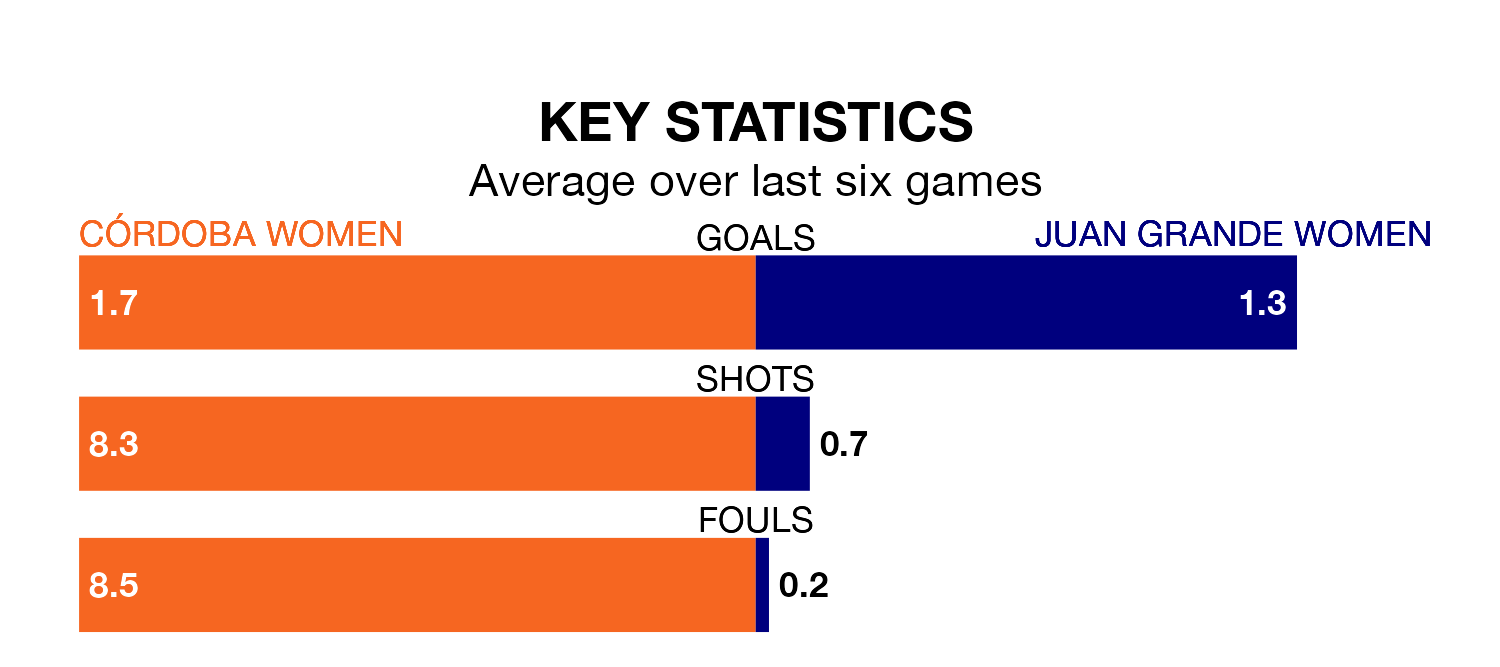 KEY STATISTICS
Average over last six games
CÓRDOBA WOMEN
GOALS
JUAN GRANDE WOMEN
1.7
1.3
SHOTS
8.3
0.7
FOULS
8.5
0.2